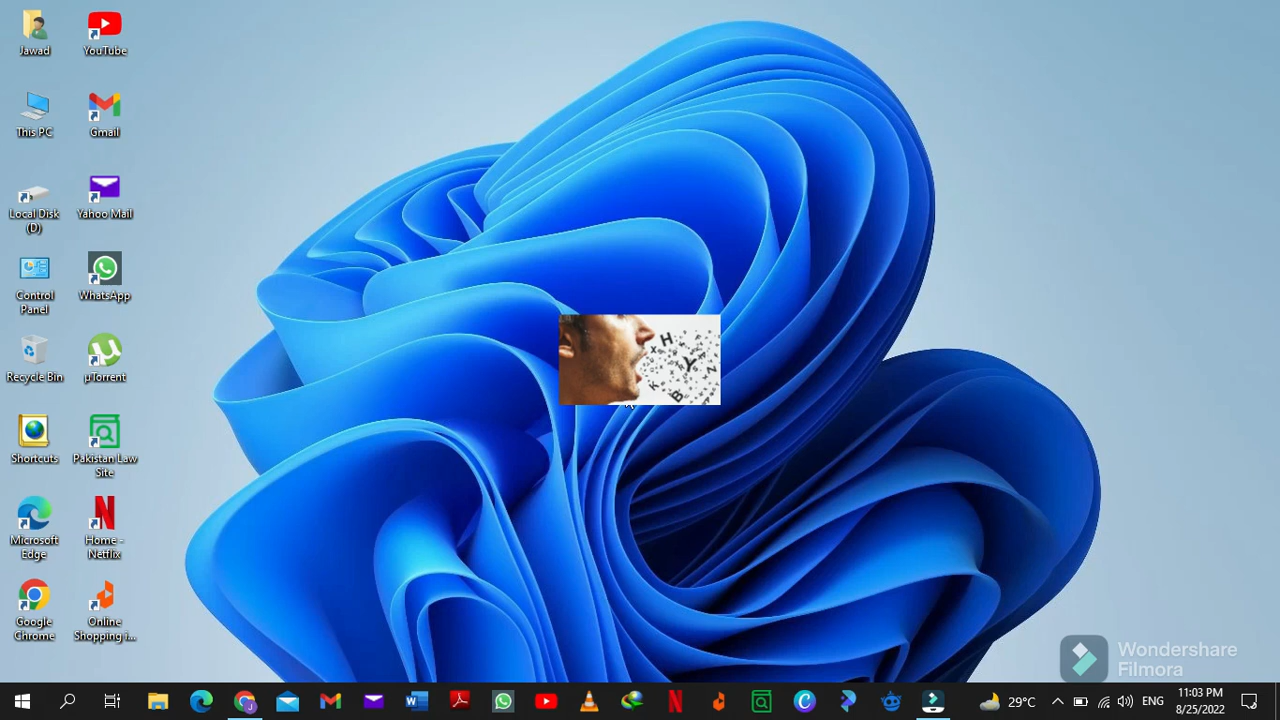 Jawad
YouTube
This PC
Gmail
Local Disk
(D)
Yahoo Mail
Control
Panel
WhatsApp
Recycle Bin
µTorrent
Shortcuts
Pakistan Law
Site
Microsoft
Edge
Home -
Netflix
Google
Chrome
Online
Shopping i...
H
X
Y
K
B
Z
Wondershare
Filmora
29°C
ENG
11:03 PM
8/25/2022